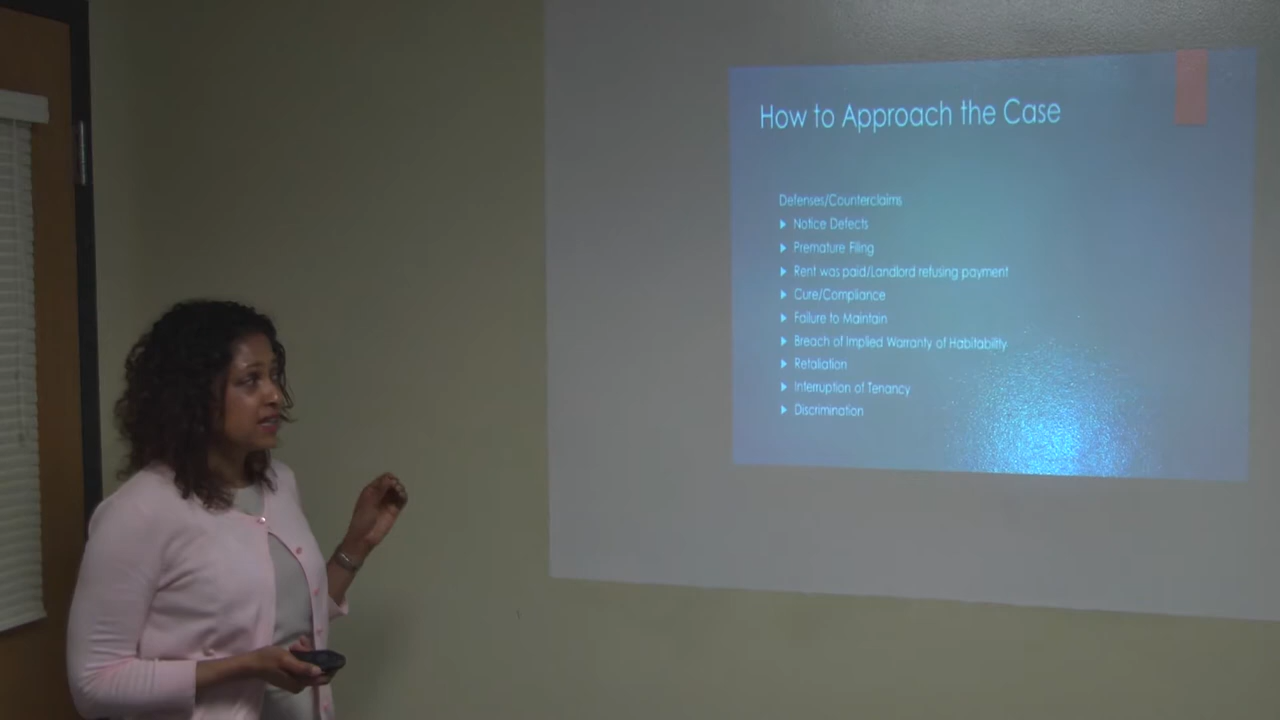 How to Approach the Case
Defenses/Counterclaims
Notice Defects
Premature Filing
Rent was paid/Landlord refusing payment
Cure/Compliance
Failure to Maintain
Breach of Implied Warranty of Habitability
Retaliation
Interruption of Tenancy
Discrimination